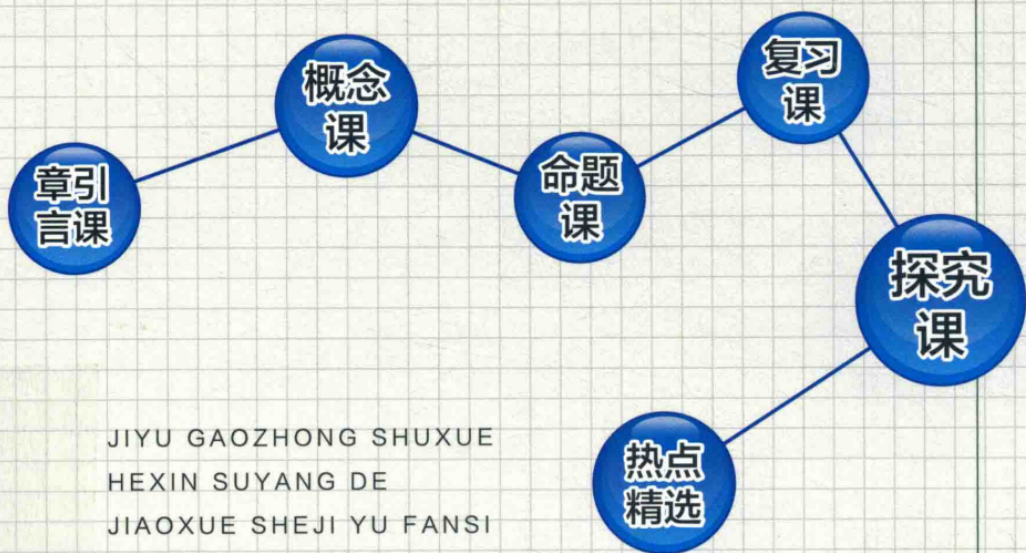 章引
言课
概念
课
命题
课
复习
课
探究
课
热点
精选
JIYU GAOZHONG SHUXUE
HEXIN SUYANG DE
JIAOXUE SHEJI YU FANSI